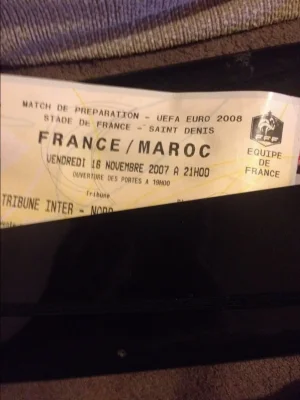 MATCH DE PREPARATION - UEFA EURO 2008
STADE DE FRANCE - SAINT DENIS
FRANCE/MAROC
VENDREDI 16 NOVEMBRE 2007 A 21H00
OUVERTURE DES PORTES A 19H00
FFF
EQUIPE
DE
FRANCE
Tribune
TRIBUNE INTER - NORD